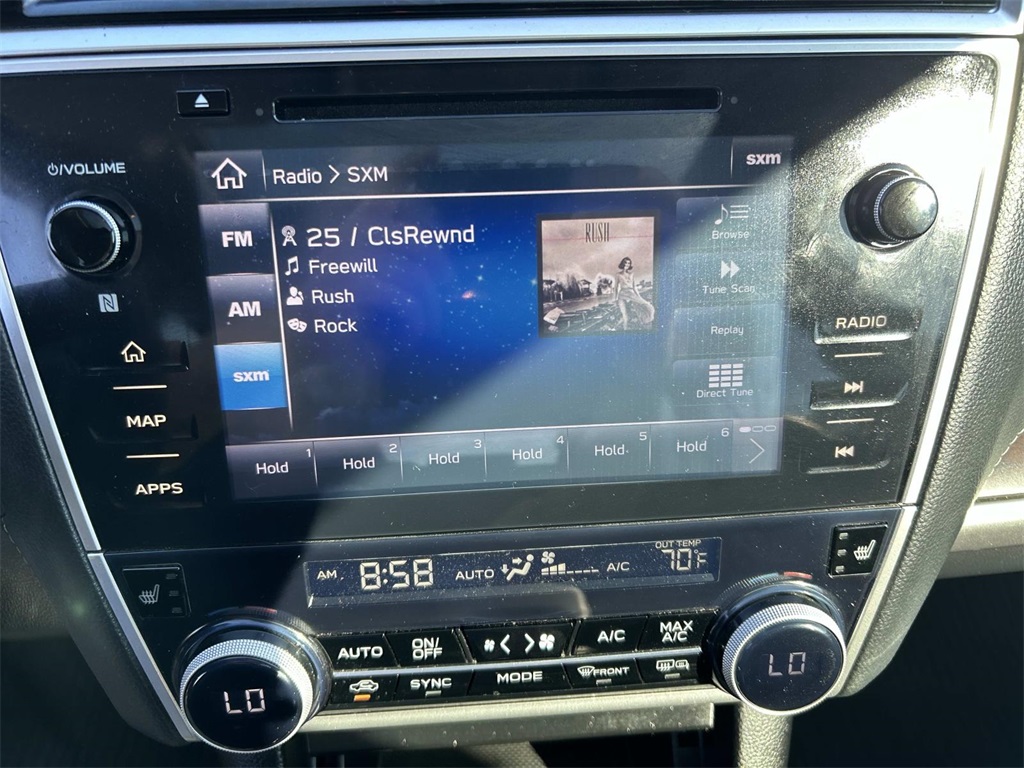 ⏻/VOLUME
Radio > SXM
sxm
FM
25 / ClsRewnd
RUSH
Browse
Freewill
AM
Rush
Tune Scan
Rock
Replay
RADIO
sxm
Direct Tune
MAP
Hold 1 Hold 2 Hold 3 Hold 4 Hold 5 Hold 6
APPS
AM 8:58 AUTO A/C OUT TEMP 70°F
AUTO ON/OFF A/C MAX A/C
SYNC MODE FRONT
LO LO